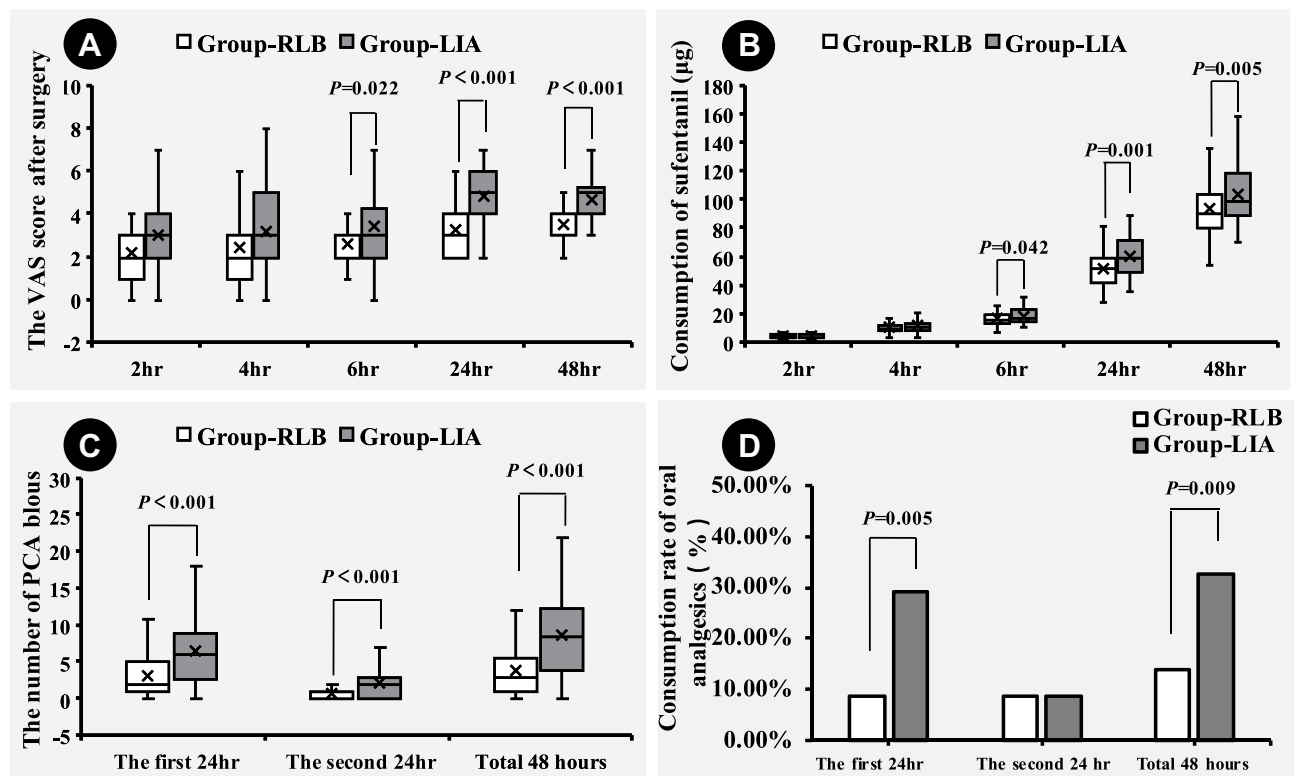 A
Group-RLB Group-LIA
The VAS score after surgery
10
8
6
4
2
0
-2
P=0.022
P<0.001
P<0.001
2hr 4hr 6hr 24hr 48hr
B
Group-RLB Group-LIA
Consumption of sufentanil (µg)
180
160
140
120
100
80
60
40
20
0
P=0.042
P=0.001
P=0.005
2hr 4hr 6hr 24hr 48hr
C
Group-RLB Group-LIA
The number of PCA blous
30
25
20
15
10
5
0
-5
P<0.001
P<0.001
P<0.001
The first 24hr The second 24hr Total 48 hours
D
Group-RLB
Group-LIA
Consumption rate of oral
analgesics ( % )
50.00%
40.00%
30.00%
20.00%
10.00%
0.00%
P=0.005
P=0.009
The first 24hr The second 24 hr Total 48 hours